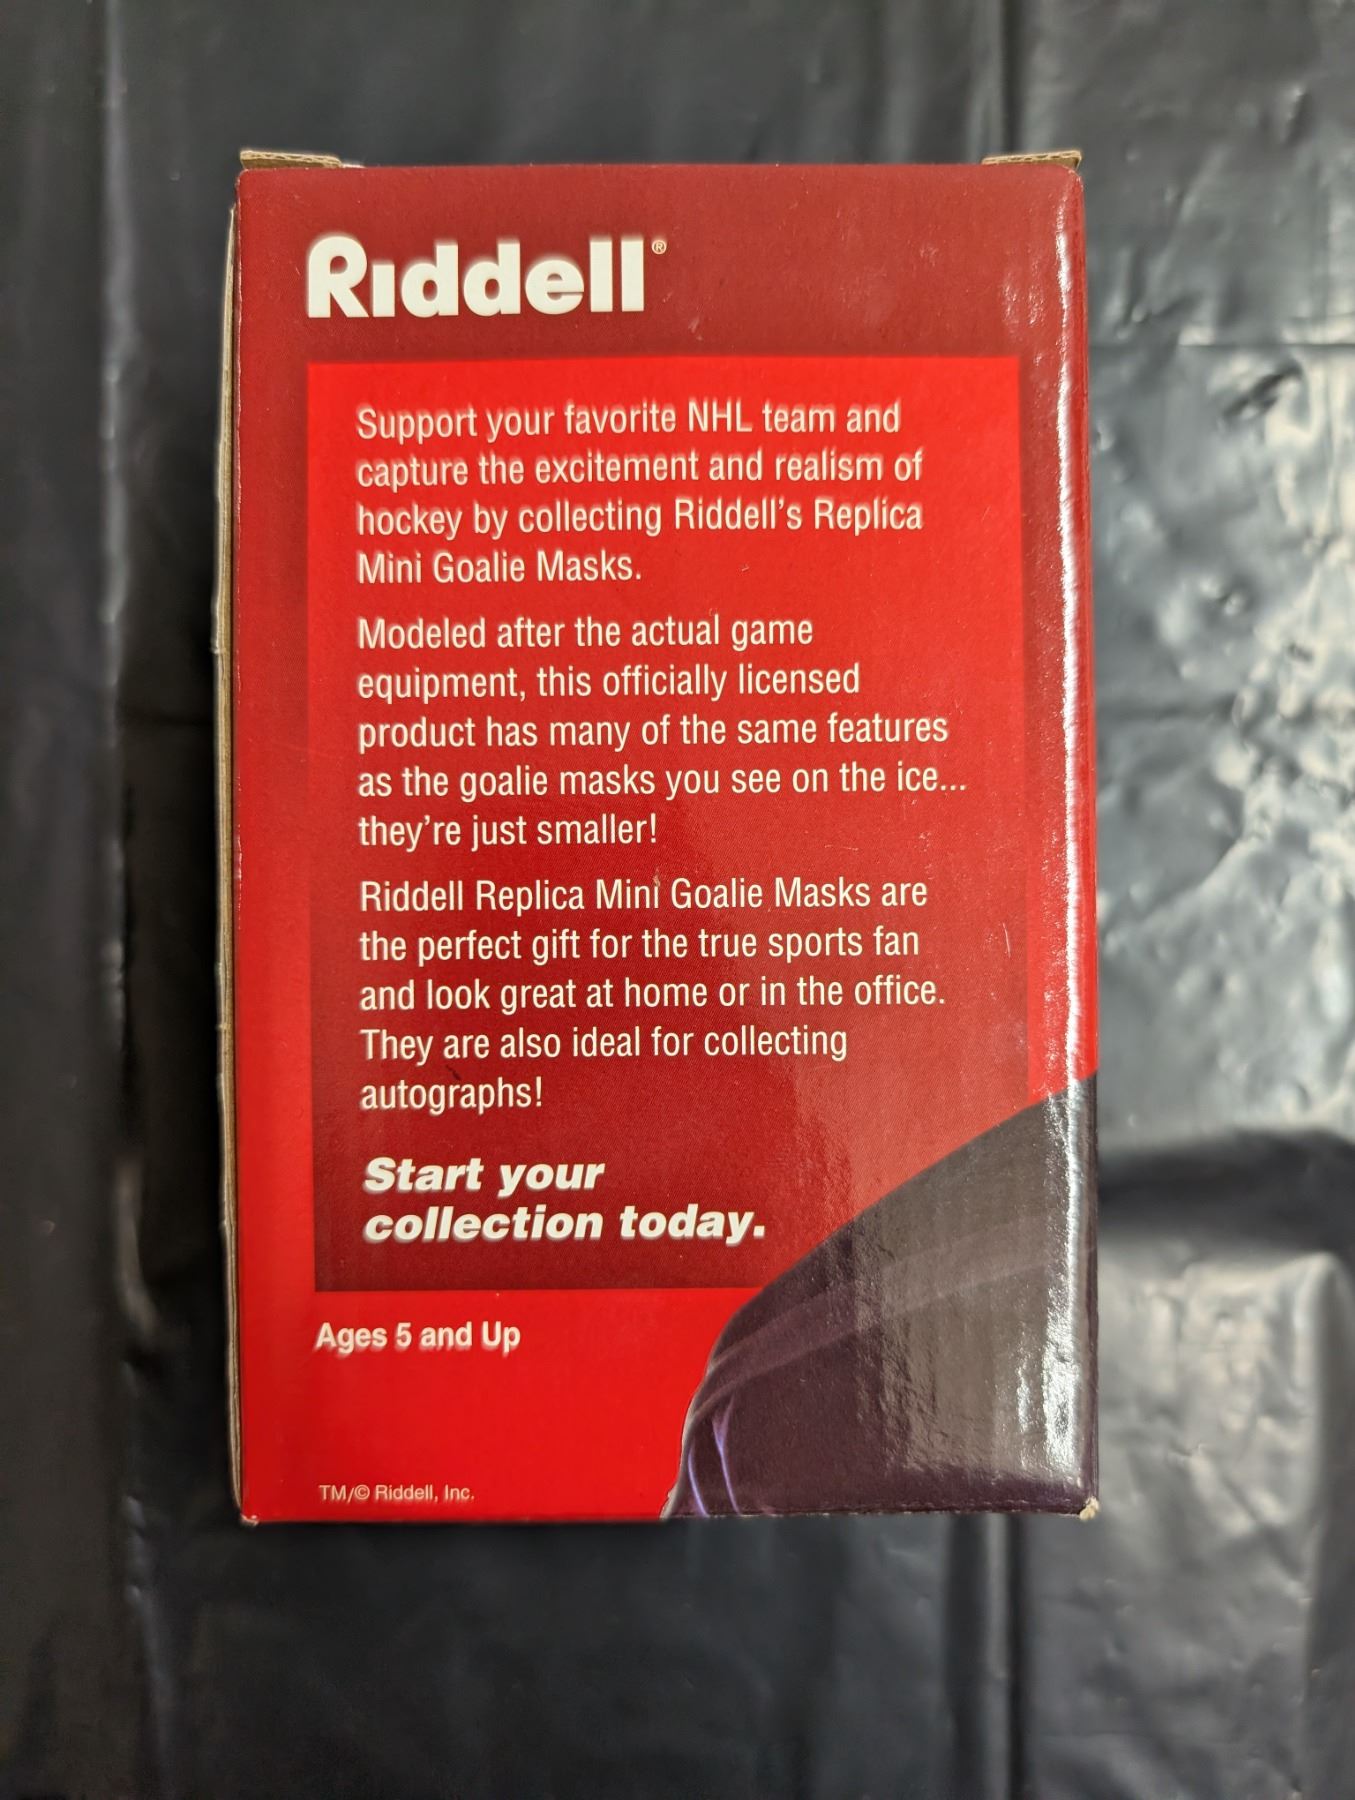 Riddell®
Support your favorite NHL team and
capture the excitement and realism of
hockey by collecting Riddell's Replica
Mini Goalie Masks.
Modeled after the actual game
equipment, this officially licensed
product has many of the same features
as the goalie masks you see on the ice...
they're just smaller!
Riddell Replica Mini Goalie Masks are
the perfect gift for the true sports fan
and look great at home or in the office.
They are also ideal for collecting
autographs!
Start your
collection today.
Ages 5 and Up
TM/© Riddell, Inc.